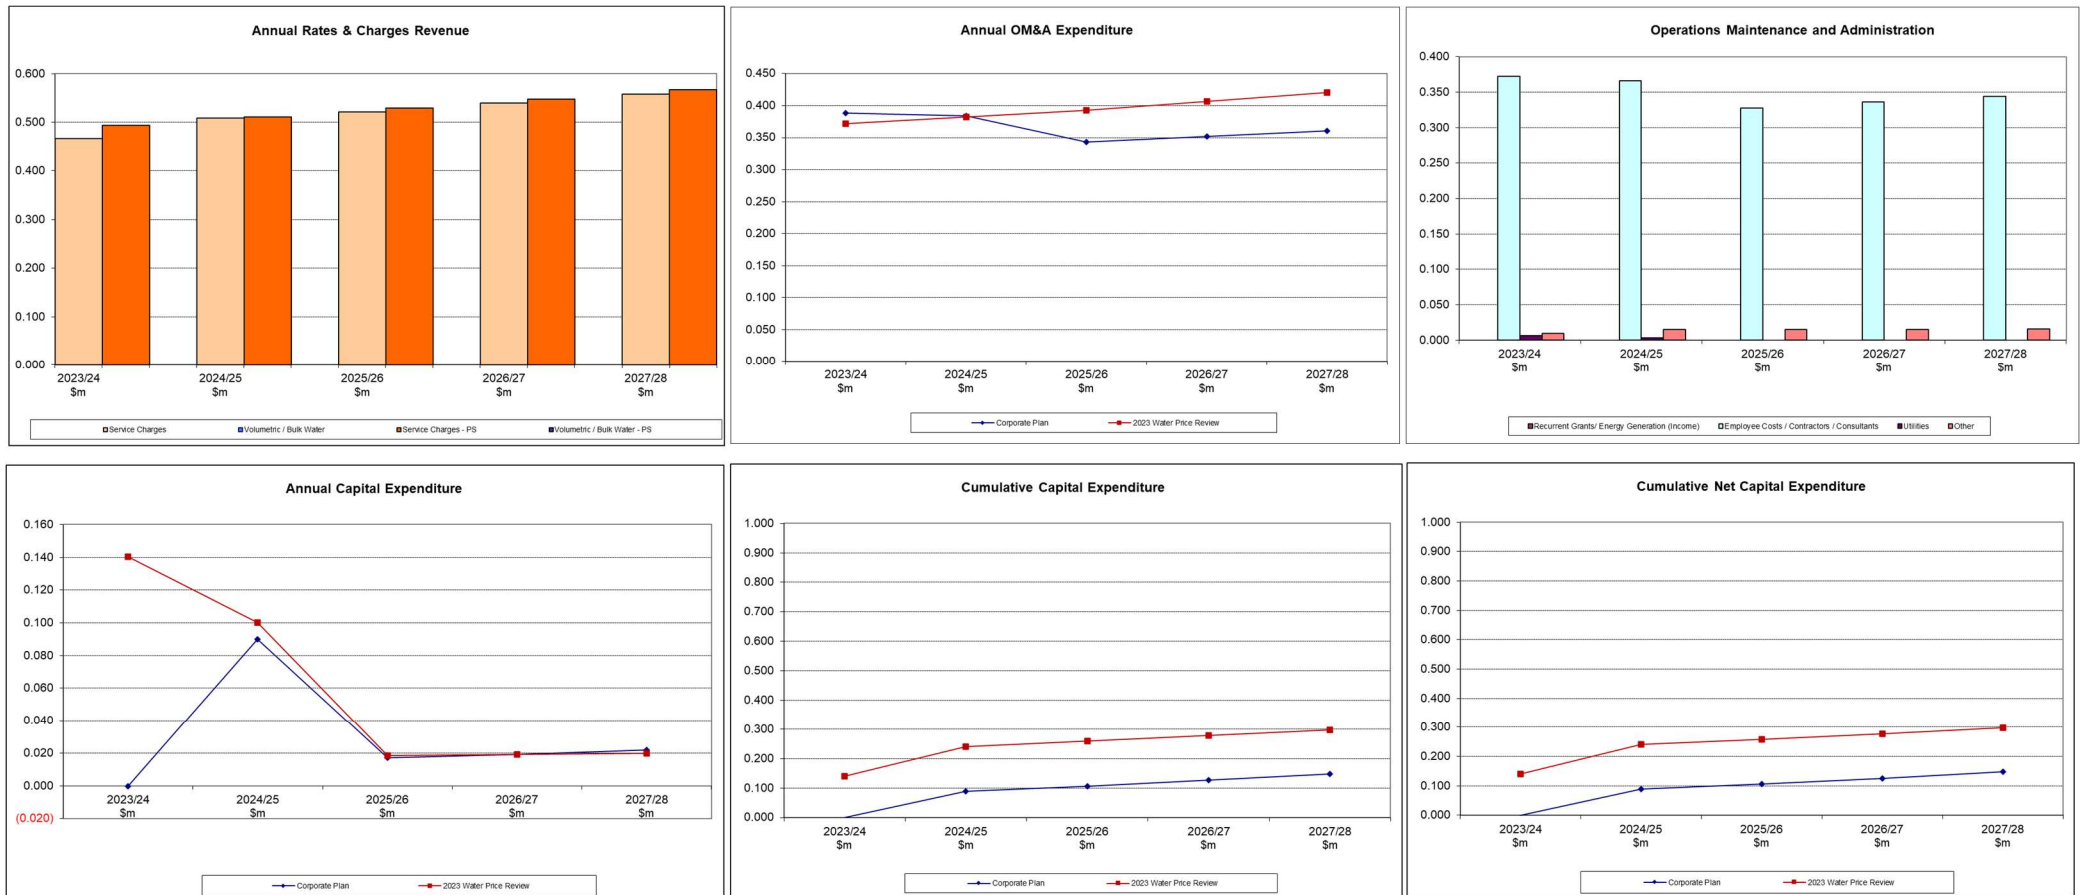 Annual Rates & Charges Revenue
0.600
0.500
0.400
0.300
0.200
0.100
0.000
2023/24 2024/25 2025/26 2026/27 2027/28
$m $m $m $m $m
Service Charges Volumetric / Bulk Water Service Charges - PS Volumetric / Bulk Water - PS
Annual OM&A Expenditure
0.450
0.400
0.350
0.300
0.250
0.200
0.150
0.100
0.050
0.000
2023/24 2024/25 2025/26 2026/27 2027/28
$m $m $m $m $m
Corporate Plan 2023 Water Price Review
Operations Maintenance and Administration
0.400
0.350
0.300
0.250
0.200
0.150
0.100
0.050
0.000
2023/24 2024/25 2025/26 2026/27 2027/28
$m $m $m $m $m
Recurrent Grants/ Energy Generation (Income) Employee Costs / Contractors / Consultants Utilities Other
Annual Capital Expenditure
0.160
0.140
0.120
0.100
0.080
0.060
0.040
0.020
0.000
(0.020)
2023/24 2024/25 2025/26 2026/27 2027/28
$m $m $m $m $m
Corporate Plan 2023 Water Price Review
Cumulative Capital Expenditure
1.000
0.900
0.800
0.700
0.600
0.500
0.400
0.300
0.200
0.100
0.000
2023/24 2024/25 2025/26 2026/27 2027/28
$m $m $m $m $m
Corporate Plan 2023 Water Price Review
Cumulative Net Capital Expenditure
1.000
0.900
0.800
0.700
0.600
0.500
0.400
0.300
0.200
0.100
0.000
2023/24 2024/25 2025/26 2026/27 2027/28
$m $m $m $m $m
Corporate Plan 2023 Water Price Review